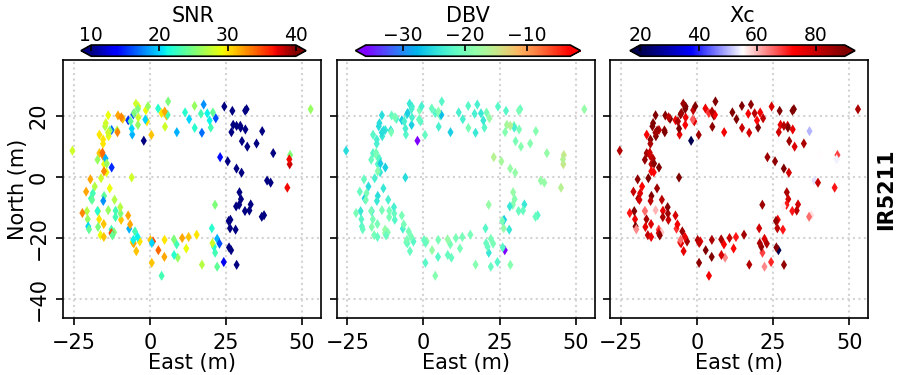 SNR DBV Xc
10 20 30 40 −30 −20 −10 20 40 60 80
20
0
−20
−40
North (m)
−25 0 25 50 −25 0 25 50 −25 0 25 50
East (m) East (m) East (m)
IR5211